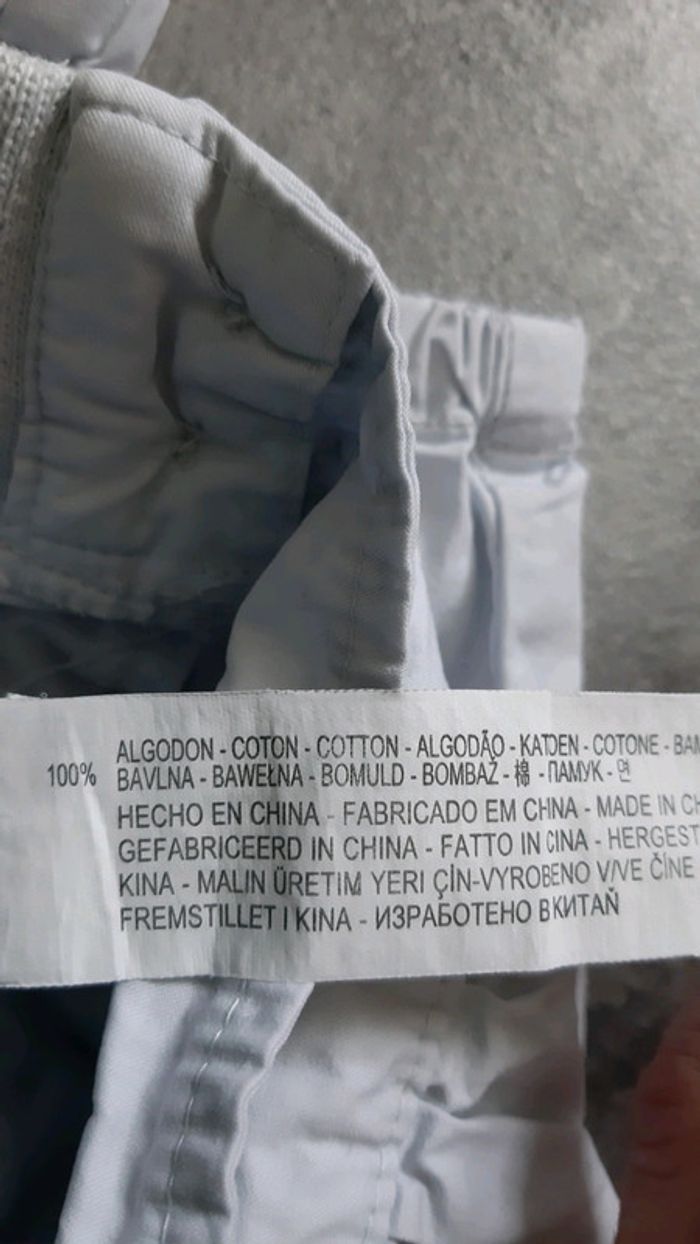 ALGODON - COTON - COTTON - ALGODÃO - KATOEN - COTONE -
100% BAVLNA - BAWEŁNA - BOMULD - BOMBAŽ - 棉 - ПАМУК - 면
HECHO EN CHINA - FABRICADO EM CHINA - MADE IN
GEFABRICEERD IN CHINA - FATTO IN CINA -
KINA - MALIN ÜRETIM YERI ÇİN-VYROBENO V/VE ČÍNE
FREMSTILLET I KINA - ИЗРАБОТЕНО В КИТАЙ